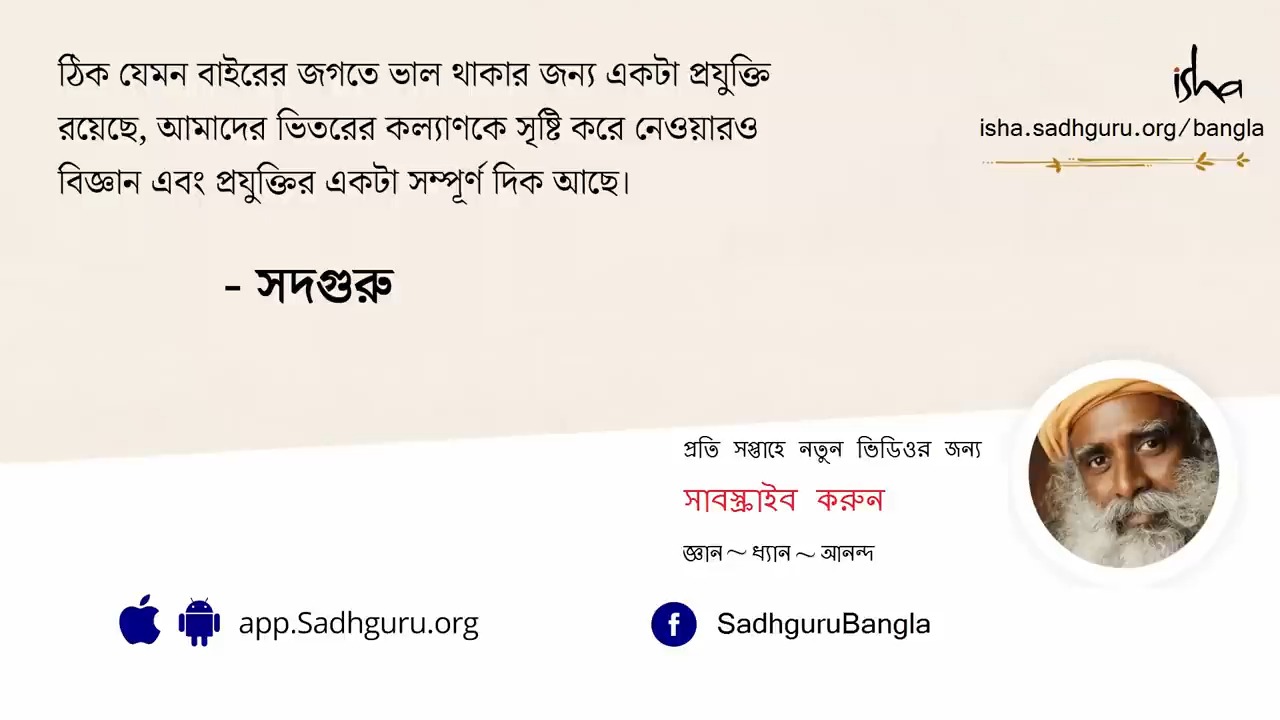 ঠিক যেমন বাইরের জগতে ভাল থাকার জন্য একটা প্রযুক্তি
রয়েছে, আমাদের ভিতরের কল্যাণকে সৃষ্টি করে নেওয়ারও
বিজ্ঞান এবং প্রযুক্তির একটা সম্পূর্ণ দিক আছে।
- সদগুরু
isha
isha.sadhguru.org/bangla
প্রতি সপ্তাহে নতুন ভিডিওর জন্য
সাবস্ক্রাইব করুন
জ্ঞান ~ ধ্যান ~ আনন্দ
app.Sadhguru.org
f SadhguruBangla